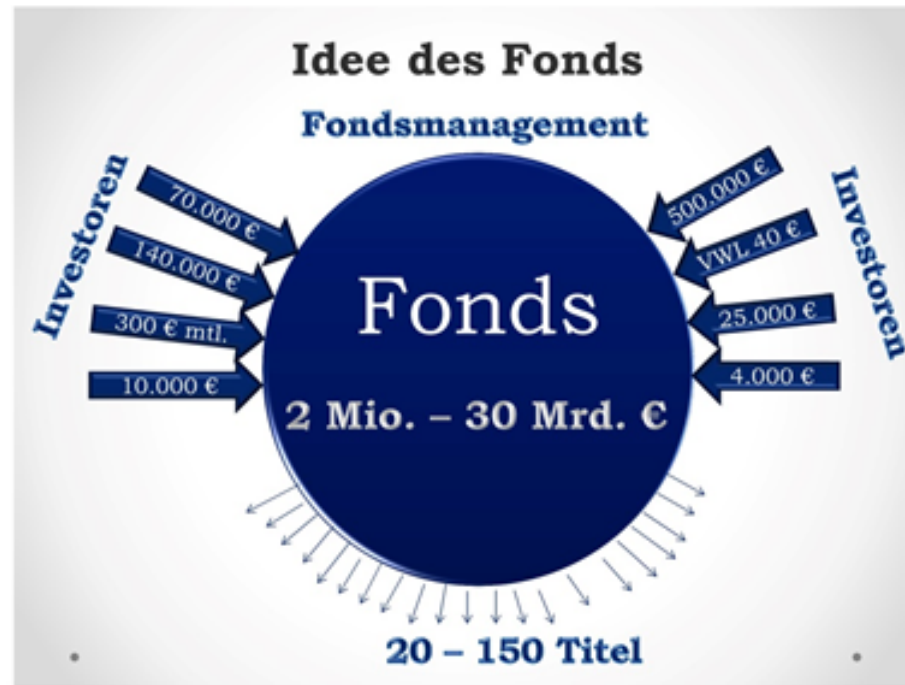 Idee des Fonds
Fondsmanagement
Investoren
70.000 €
140.000 €
300 € mtl.
10.000 €
Fonds
2 Mio. – 30 Mrd. €
500.000 €
VWL 40 €
25.000 €
4.000 €
Investoren
20 – 150 Titel